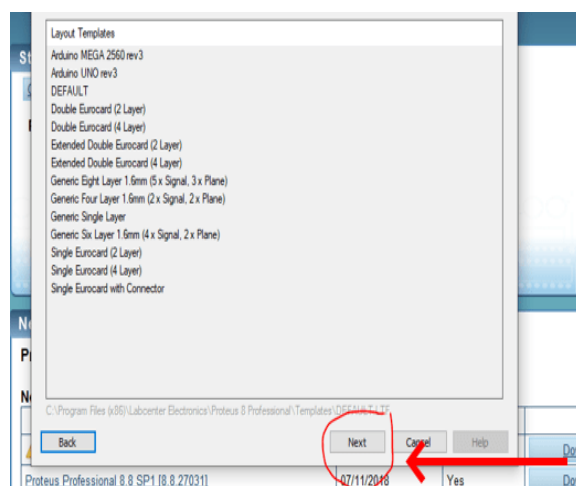 Layout Templates
Arduino MEGA 2560 rev3
Arduino UNO rev3
DEFAULT
Double Eurocard (2 Layer)
Double Eurocard (4 Layer)
Extended Double Eurocard (2 Layer)
Extended Double Eurocard (4 Layer)
Generic Eight Layer 1.6mm (5 x Signal, 3 x Plane)
Generic Four Layer 1.6mm (2 x Signal, 2 x Plane)
Generic Single Layer
Generic Six Layer 1.6mm (4 x Signal, 2 x Plane)
Single Eurocard (2 Layer)
Single Eurocard (4 Layer)
Single Eurocard with Connector
C:\Program Files (x86)\Labcenter Electronics\Proteus 8 Professional\Templates\DEFAULT.LTF
Back Next Cancel Help
Proteus Professional 8.8 SP1 [8.8.27031] 07/11/2018 Yes